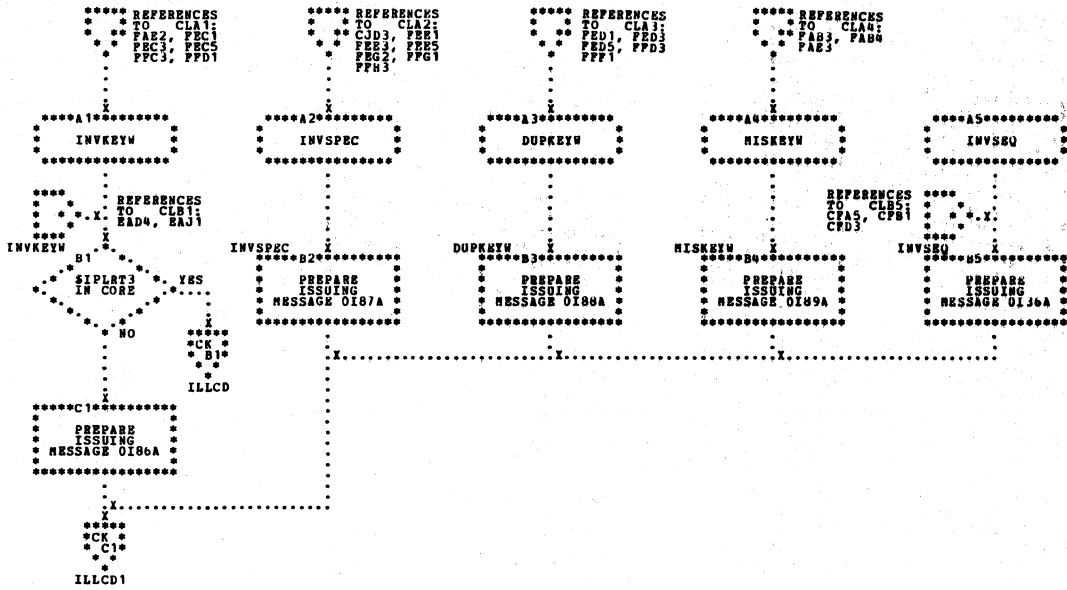 REFERENCES
TO CLA1:
FAE2, FEC1
FEC3, FEC5
FFC3, FFD1
REFERENCES
TO CLA2:
CJD3, FEE1
FEE3, FEE5
FEG2, FFG1
FFH3
REFERENCES
TO CLA3:
FED1, FED3
FED5, FFD3
FFF1
REFERENCES
TO CLA4:
FAB3, FAB4
FAE3
A1
INVKEYW
A2
INVSPEC
A3
DUPKEYW
A4
MISKEYW
A5
INVSEQ
REFERENCES
TO CLB1:
EAD4, EAJ1
REFERENCES
TO CLB5:
CFA5, CFB1
CFD3
INVKEYW
B1
$IPLRT3
IN CORE
YES
NO
INVSPEC
B2
PREPARE
ISSUING
MESSAGE 0I87A
DUPKEYW
B3
PREPARE
ISSUING
MESSAGE 0I88A
MISKEYW
B4
PREPARE
ISSUING
MESSAGE 0I89A
INVSEQ
B5
PREPARE
ISSUING
MESSAGE 0I36A
CK
B1
ILLCD
C1
PREPARE
ISSUING
MESSAGE 0I86A
CK
C1
ILLCD1